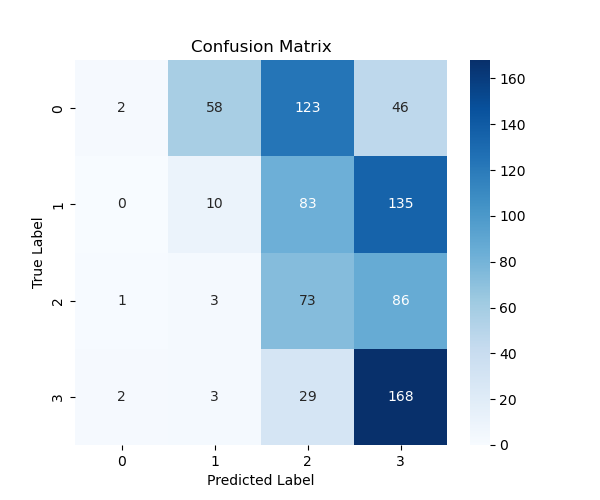 Confusion Matrix
0 2 58 123 46
1 0 10 83 135
2 1 3 73 86
3 2 3 29 168
0 1 2 3
Predicted Label
True Label
160
140
120
100
80
60
40
20
0